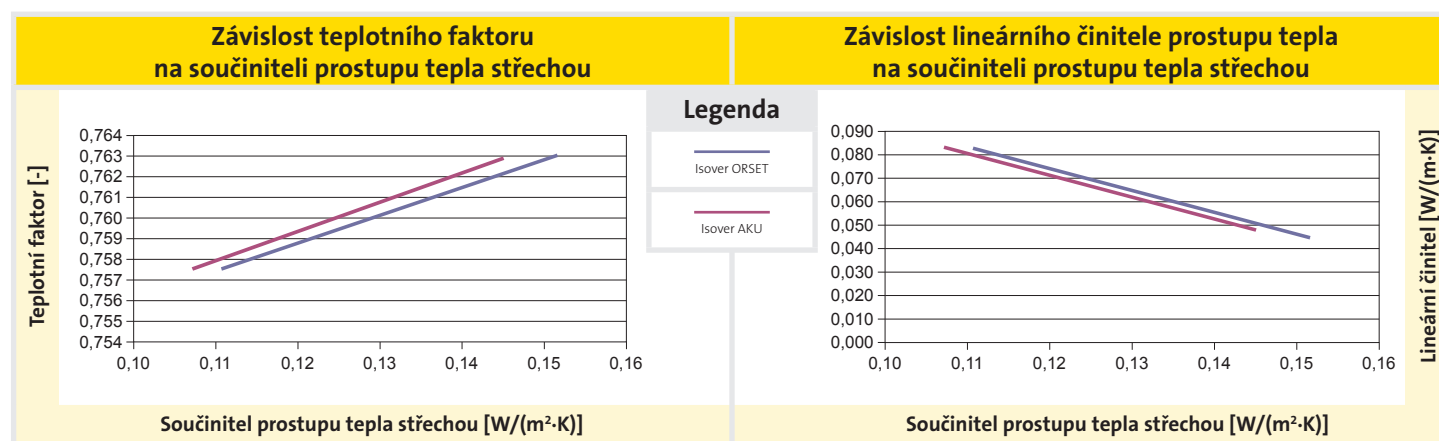 Závislost teplotního faktoru
na součiniteli prostupu tepla střechou
Závislost lineárního činitele prostupu tepla
na součiniteli prostupu tepla střechou
Teplotní faktor [-]
0,764
0,763
0,762
0,761
0,760
0,759
0,758
0,757
0,756
0,755
0,754
0,10 0,11 0,12 0,13 0,14 0,15 0,16
Součinitel prostupu tepla střechou [W/(m²·K)]
Legenda
Isover ORSET
Isover AKU
0,090
0,080
0,070
0,060
0,050
0,040
0,030
0,020
0,010
0,000
0,10 0,11 0,12 0,13 0,14 0,15 0,16
Součinitel prostupu tepla střechou [W/(m²·K)]
Lineární činitel [W/(m·K)]